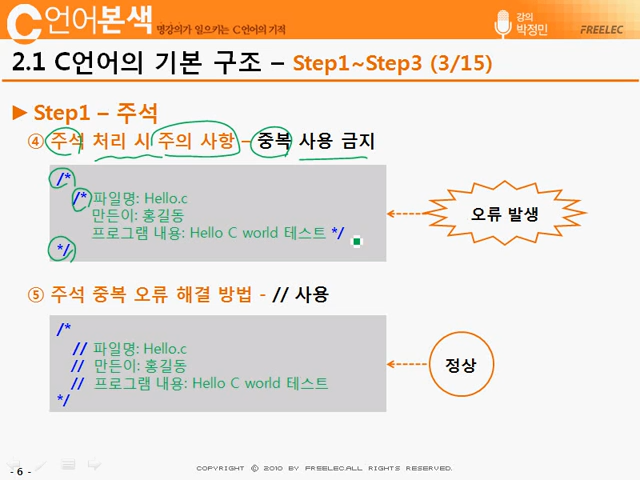 C언어본색 명강의가 일으키는 C언어의 기적
강의 박정민
FREELEC
2.1 C언어의 기본 구조 – Step1~Step3 (3/15)
▶ Step1 – 주석
④ 주석 처리 시 주의 사항 – 중복 사용 금지
/*
/* 파일명: Hello.c
만든이: 홍길동
프로그램 내용: Hello C world 테스트 */
*/
오류 발생
⑤ 주석 중복 오류 해결 방법 - // 사용
/*
// 파일명: Hello.c
// 만든이: 홍길동
// 프로그램 내용: Hello C world 테스트
*/
정상
- 6 -
COPYRIGHT ⓒ 2010 BY FREELEC.ALL RIGHTS RESERVED.